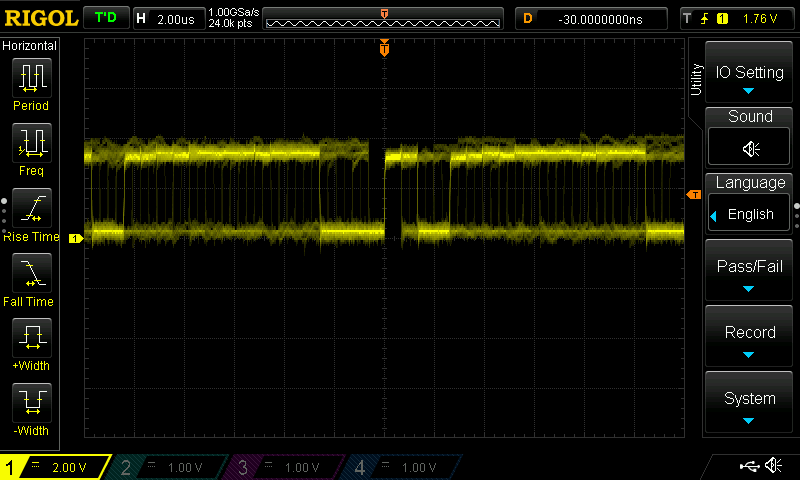 RIGOL T'D H 2.00us 1.00GSa/s 24.0k pts T D -30.0000000ns T 1 1.76 V
Horizontal
Period
Freq
Rise Time
Fall Time
+Width
-Width
T
T
1
Utility
IO Setting
Sound
Language
English
Pass/Fail
Record
System
1 2.00 V 2 1.00 V 3 1.00 V 4 1.00 V